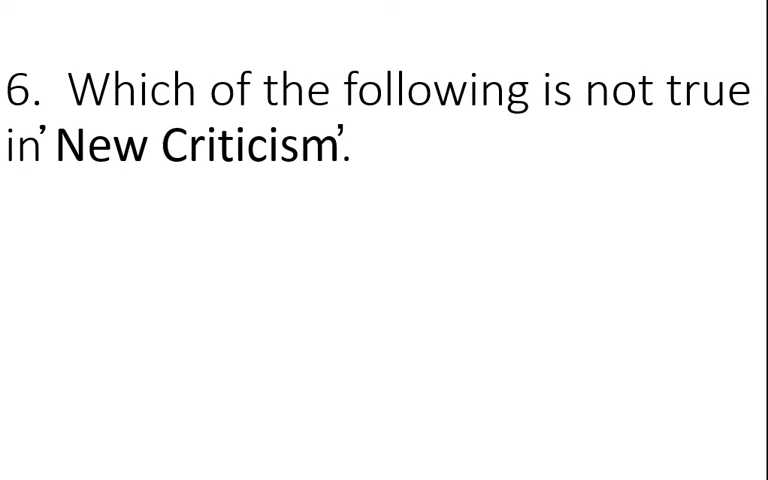 6. Which of the following is not true
in’ New Criticism’.